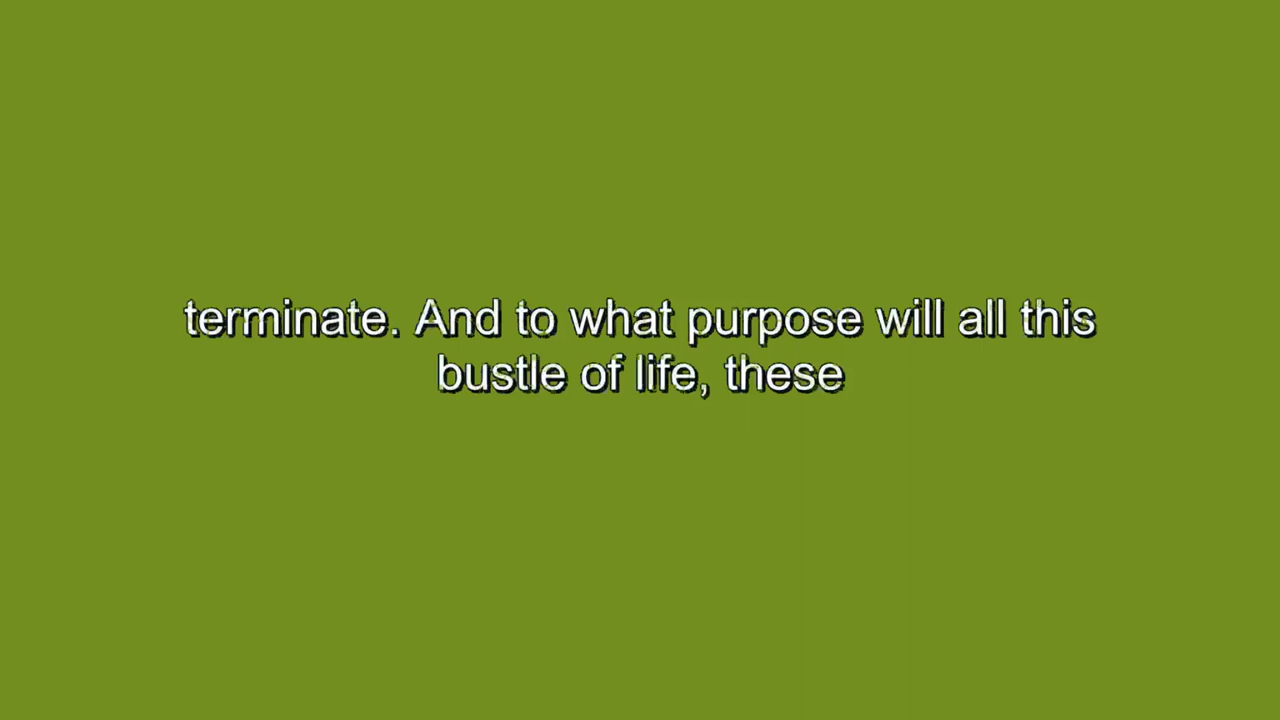 terminate. And to what purpose will all this
bustle of life, these